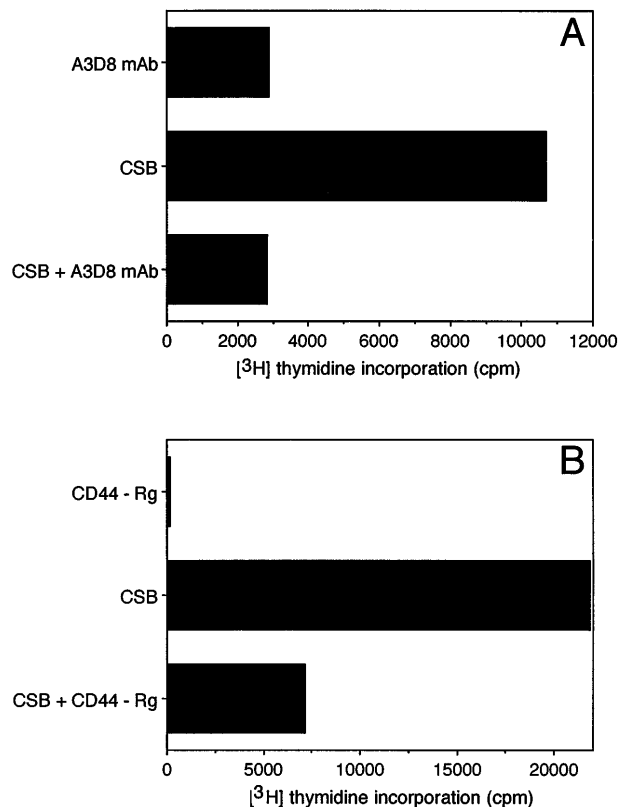 A
A3D8 mAb
CSB
CSB + A3D8 mAb
0 2000 4000 6000 8000 10000 12000
[³H] thymidine incorporation (cpm)
B
CD44 - Rg
CSB
CSB + CD44 - Rg
0 5000 10000 15000 20000
[³H] thymidine incorporation (cpm)